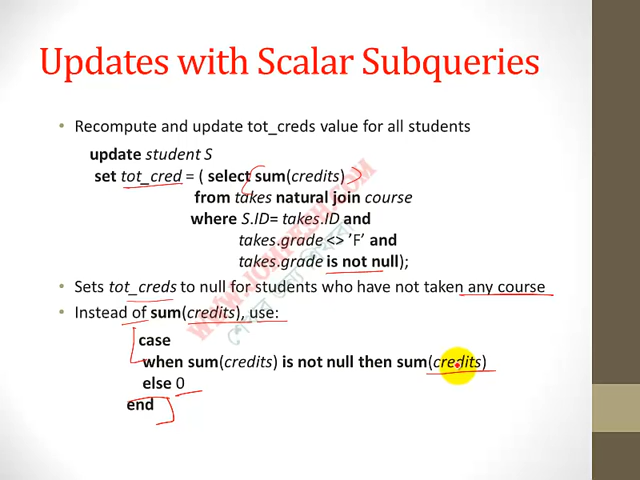 Updates with Scalar Subqueries
• Recompute and update tot_creds value for all students
update student S
set tot_cred = ( select sum(credits)
from takes natural join course
where S.ID= takes.ID and
takes.grade <> 'F' and
takes.grade is not null);
• Sets tot_creds to null for students who have not taken any course
• Instead of sum(credits), use:
case
when sum(credits) is not null then sum(credits)
else 0
end